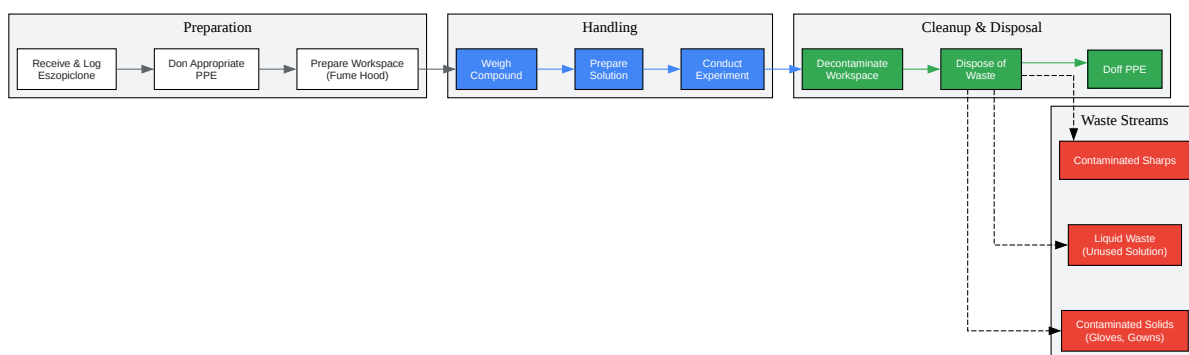 Preparation
Receive & Log
Eszopiclone
Don Appropriate
PPE
Prepare Workspace
(Fume Hood)
Handling
Weigh
Compound
Prepare
Solution
Conduct
Experiment
Cleanup & Disposal
Decontaminate
Workspace
Dispose of
Waste
Doff PPE
Waste Streams
Contaminated Sharps
Liquid Waste
(Unused Solution)
Contaminated Solids
(Gloves, Gowns)